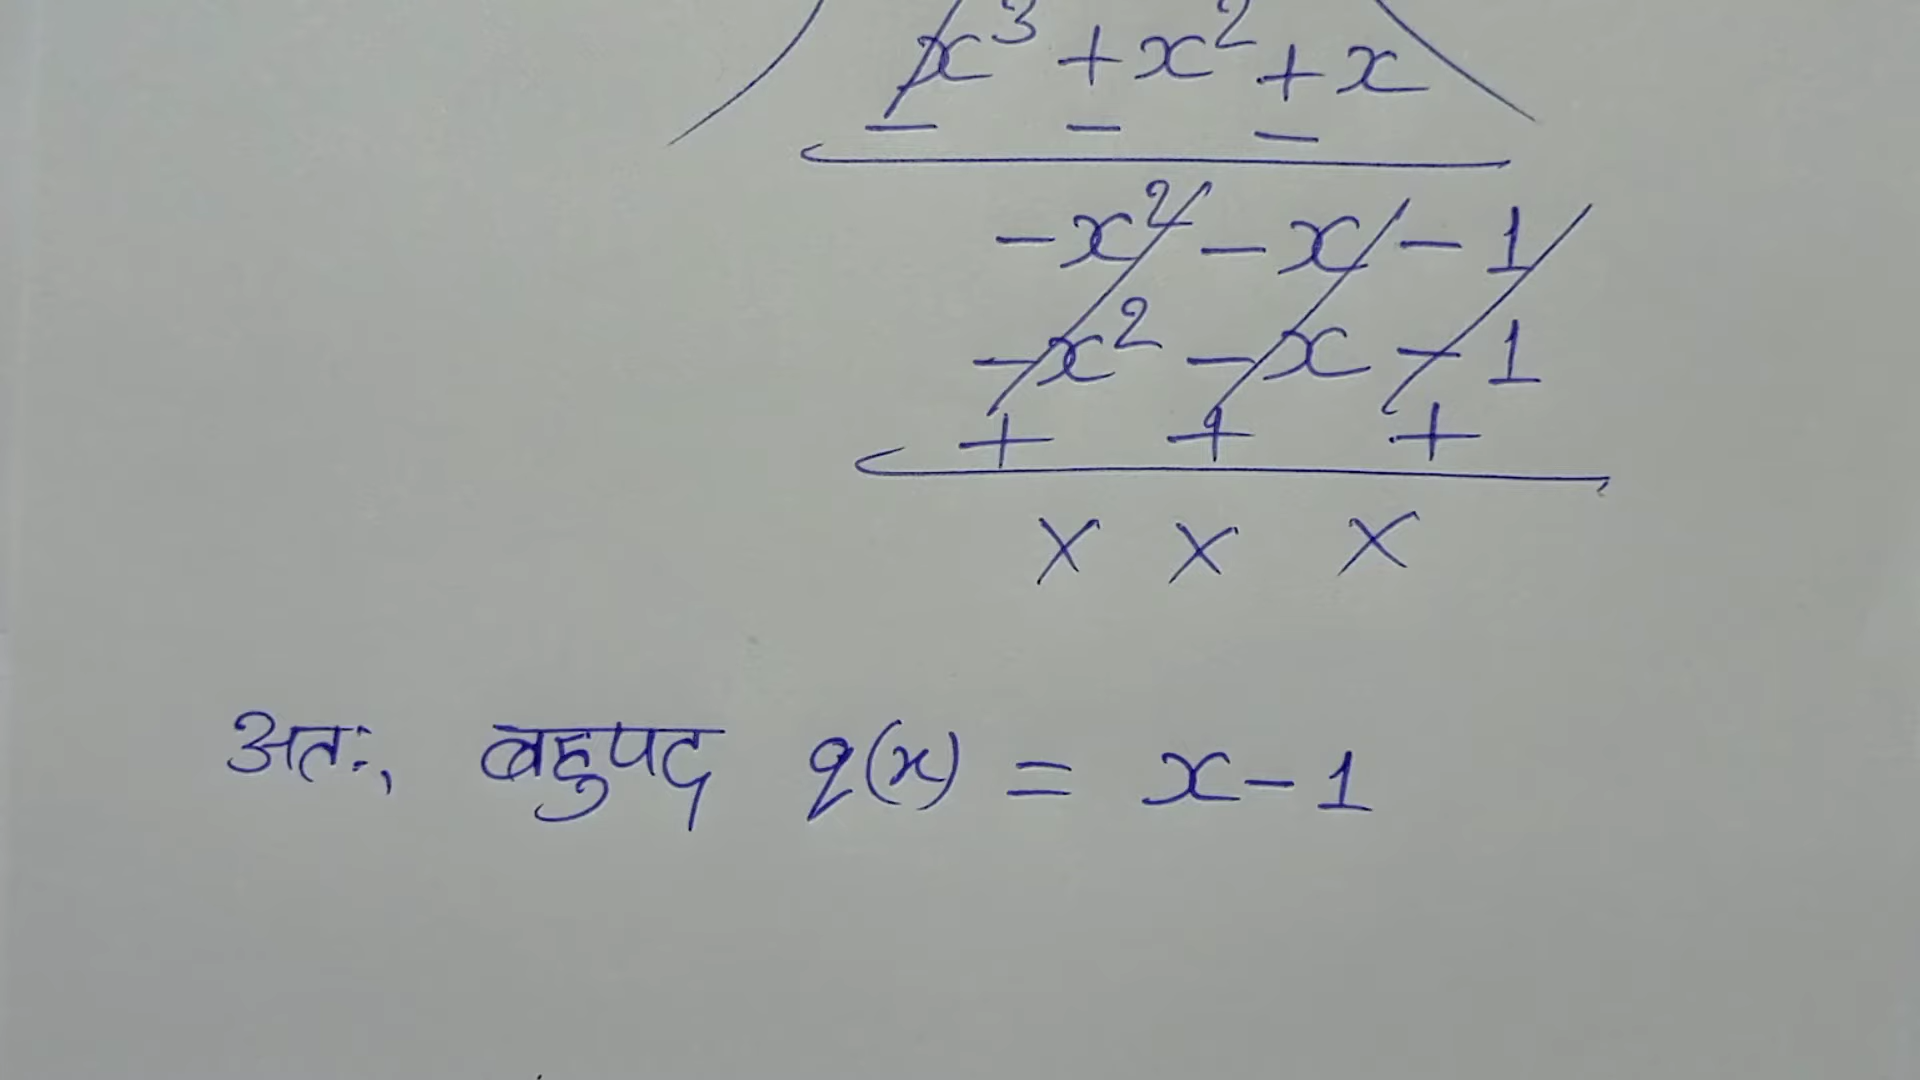 x³ + x² + x
− − −
−x² − x − 1
−x² − x − 1
+ + +
× × ×
अतः, बहुपद q(x) = x − 1